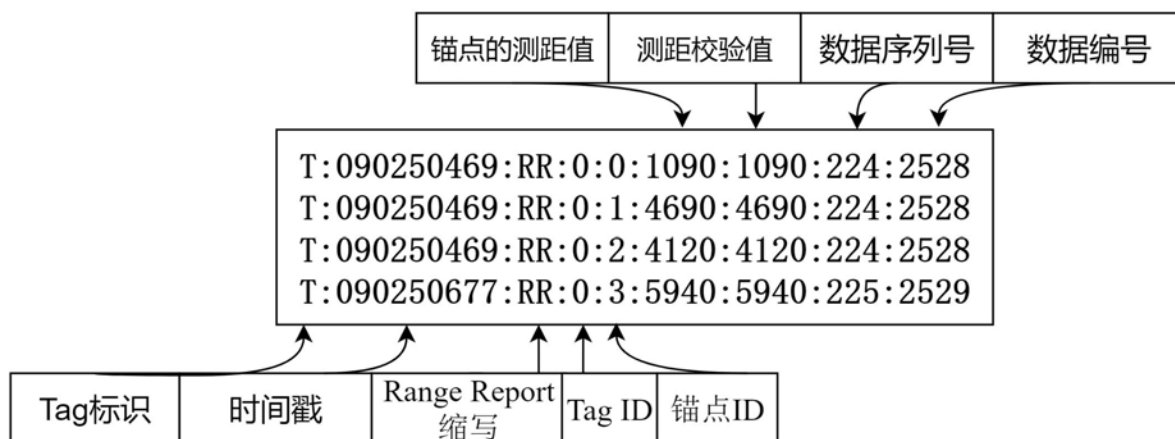 锚点的测距值 测距校验值 数据序列号 数据编号
T:090250469:RR:0:0:1090:1090:224:2528
T:090250469:RR:0:1:4690:4690:224:2528
T:090250469:RR:0:2:4120:4120:224:2528
T:090250677:RR:0:3:5940:5940:225:2529
Tag标识 时间戳 Range Report
缩写 Tag ID 锚点ID